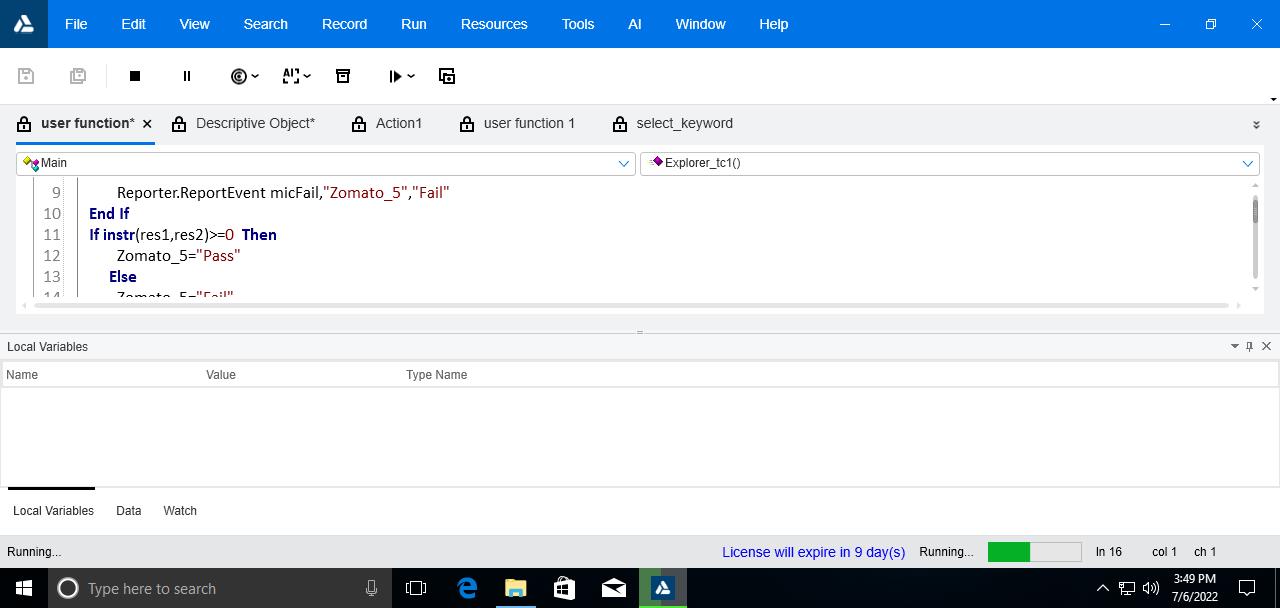 File Edit View Search Record Run Resources Tools AI Window Help
user function* Descriptive Object* Action1 user function 1 select_keyword
Main Explorer_tc1()
9 Reporter.ReportEvent micFail,"Zomato_5","Fail"
10 End If
11 If instr(res1,res2)>=0 Then
12 Zomato_5="Pass"
13 Else
14 Zomato_5="Fail"
Local Variables
Name Value Type Name
Local Variables Data Watch
Running... License will expire in 9 day(s) Running... ln 16 col 1 ch 1
Type here to search
3:49 PM
7/6/2022